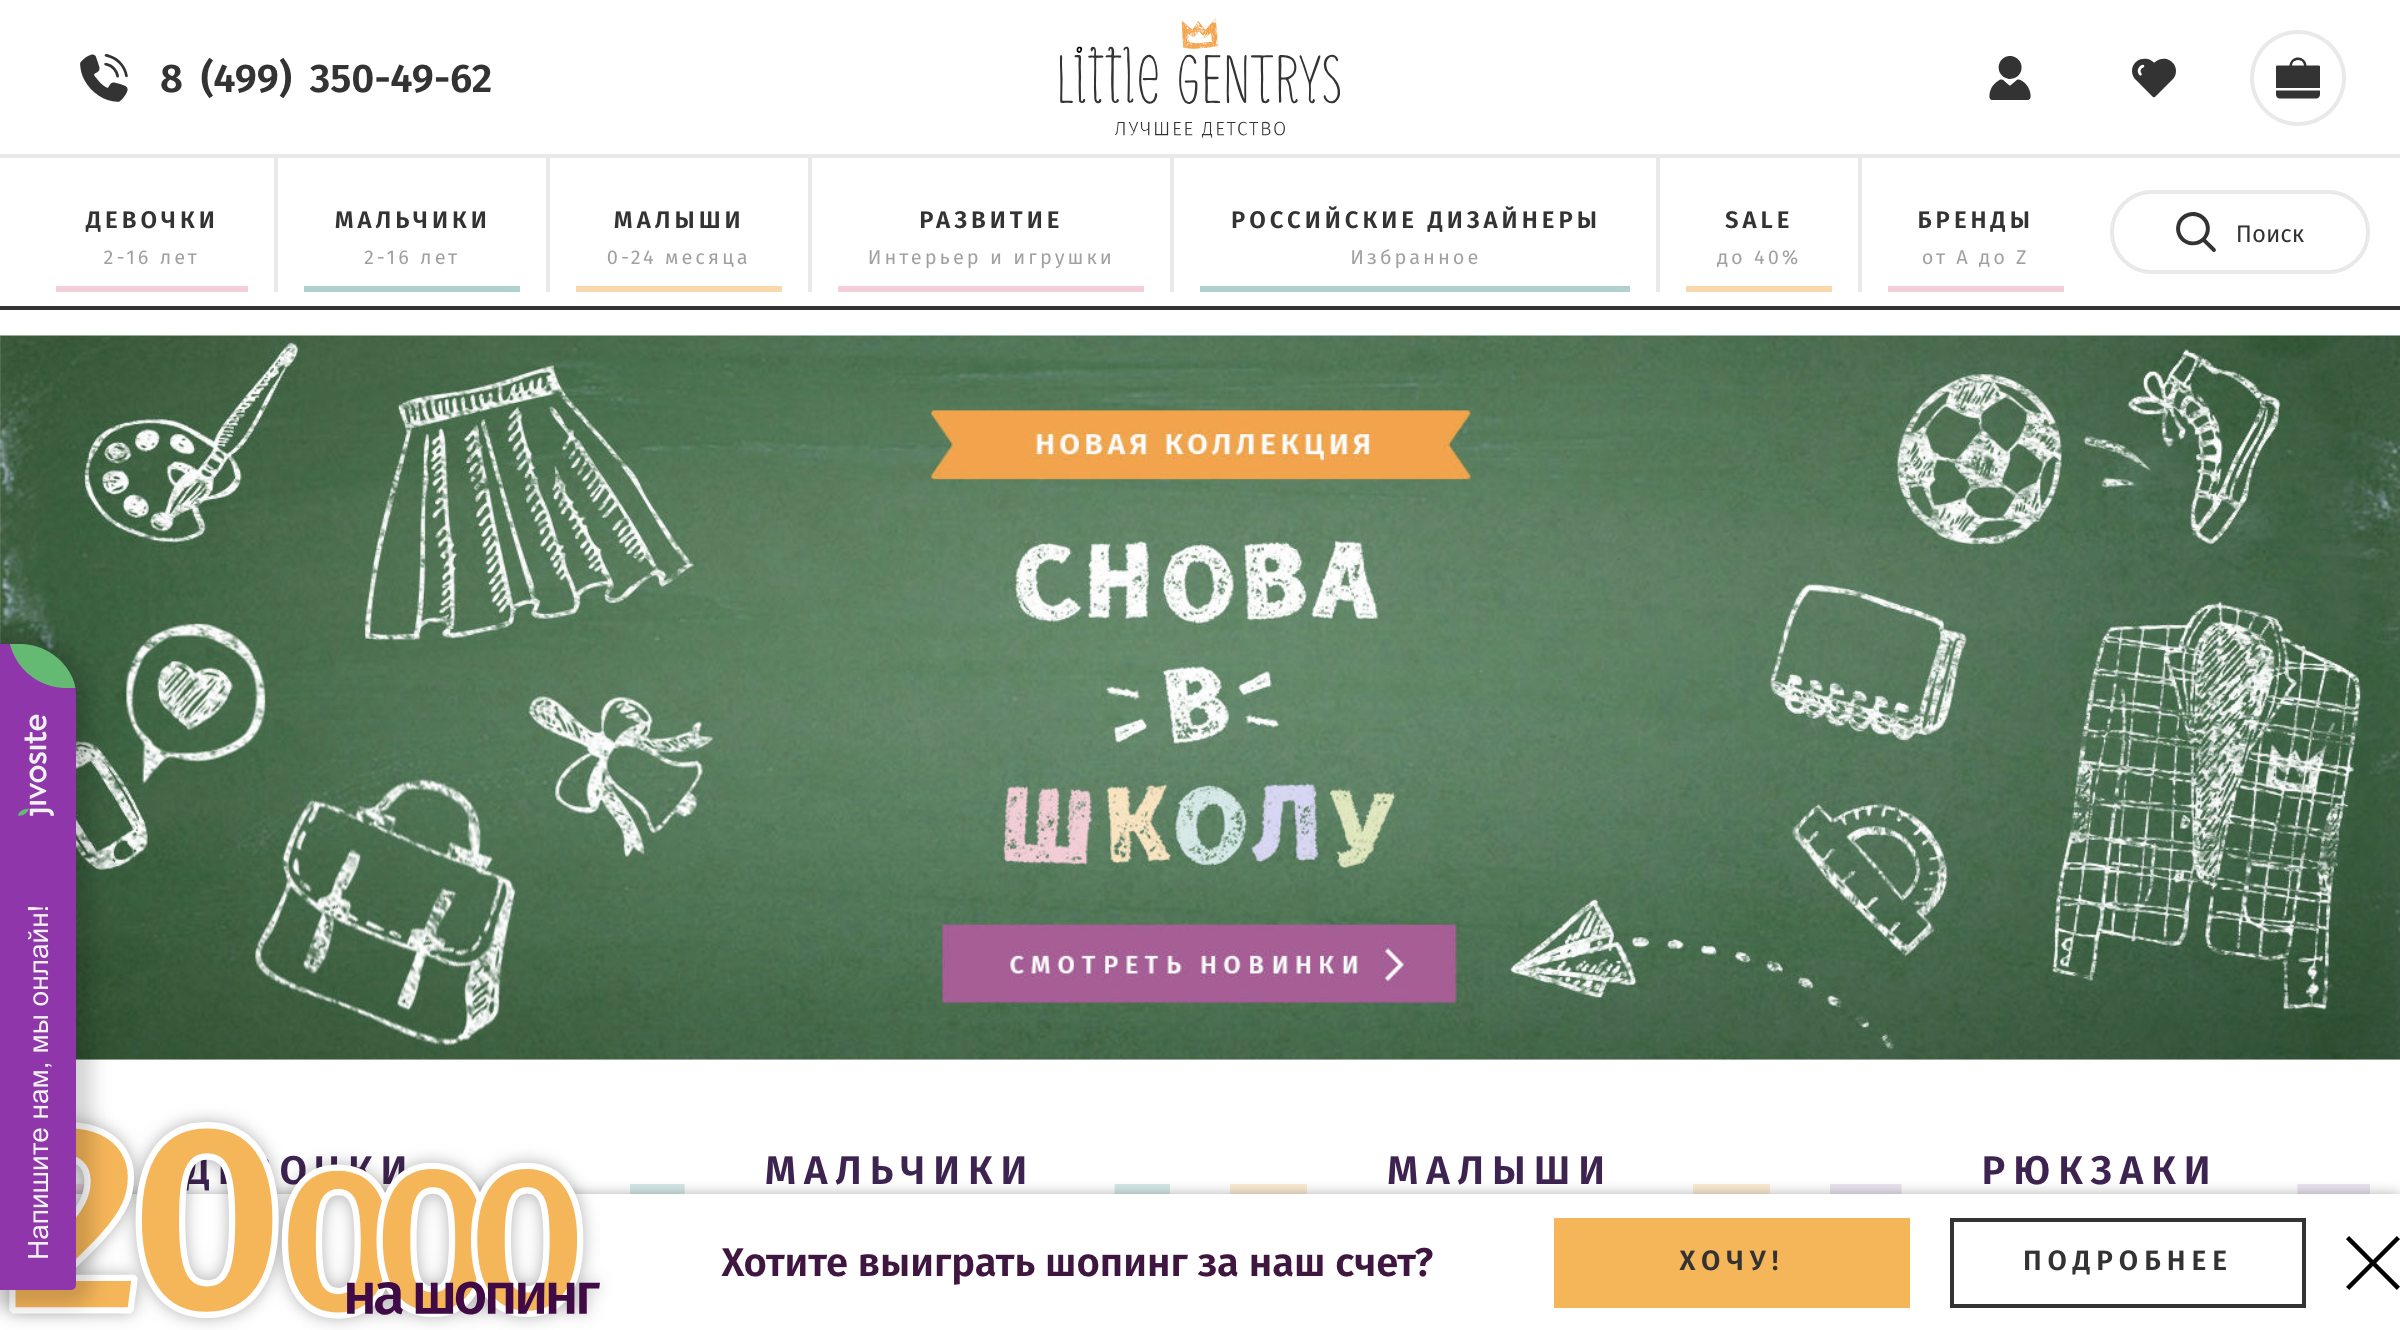 8 (499) 350-49-62
Little GENTRYS
ЛУЧШЕЕ ДЕТСТВО
ДЕВОЧКИ
2-16 лет
МАЛЬЧИКИ
2-16 лет
МАЛЫШИ
0-24 месяца
РАЗВИТИЕ
Интерьер и игрушки
РОССИЙСКИЕ ДИЗАЙНЕРЫ
Избранное
SALE
до 40%
БРЕНДЫ
от A до Z
Поиск
НОВАЯ КОЛЛЕКЦИЯ
СНОВА
В
ШКОЛУ
СМОТРЕТЬ НОВИНКИ
jivosite
Напишите нам, мы онлайн!
МАЛЬЧИКИ
МАЛЫШИ
РЮКЗАКИ
20000
на шопинг
Хотите выиграть шопинг за наш счет?
ХОЧУ!
ПОДРОБНЕЕ